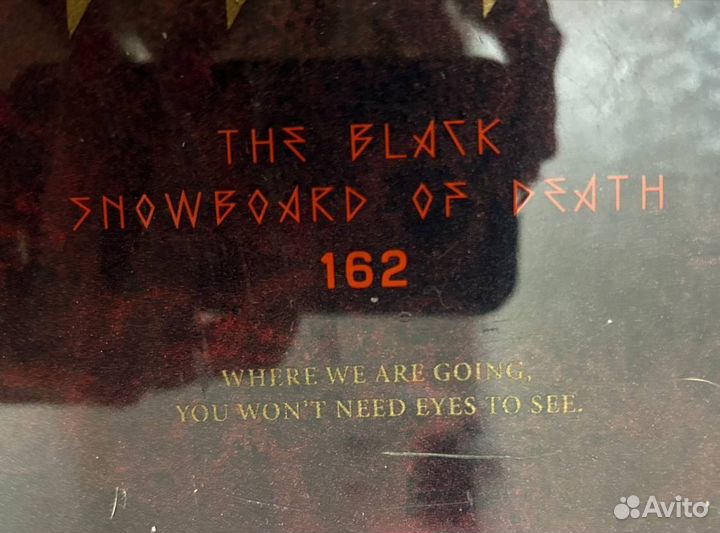 THE BLACK
SNOWBOARD OF DEATH
162
WHERE WE ARE GOING,
YOU WON'T NEED EYES TO SEE.
Avito